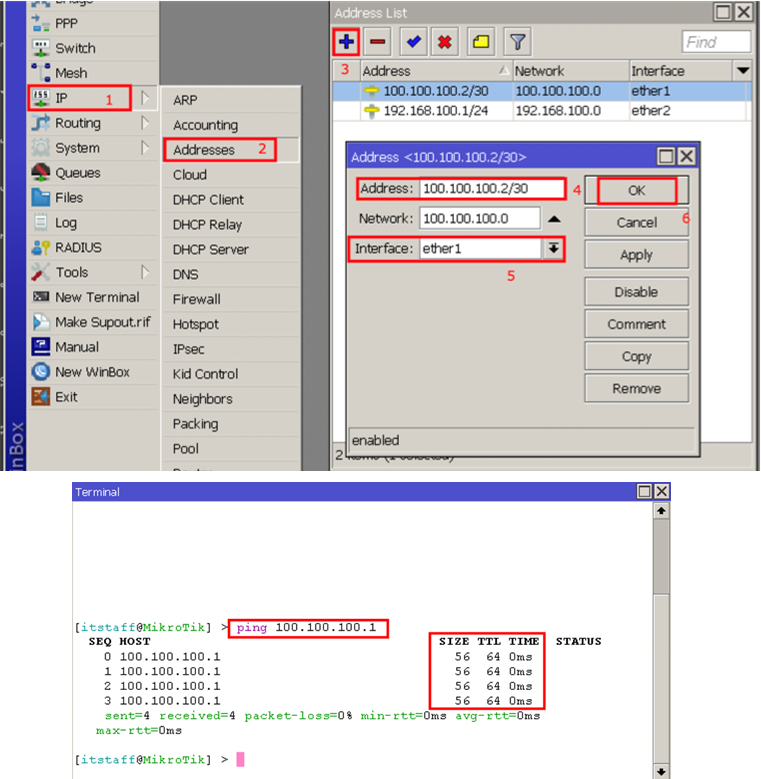 PPP
Switch
Mesh
IP 1
Routing
System
Queues
Files
Log
RADIUS
Tools
New Terminal
Make Supout.rif
Manual
New WinBox
Exit
nBox
ARP
Accounting
Addresses 2
Cloud
DHCP Client
DHCP Relay
DHCP Server
DNS
Firewall
Hotspot
IPsec
Kid Control
Neighbors
Packing
Pool
Address List
Find
3 Address Network Interface
100.100.100.2/30 100.100.100.0 ether1
192.168.100.1/24 192.168.100.0 ether2
Address <100.100.100.2/30>
Address: 100.100.100.2/30 4 OK
Network: 100.100.100.0 Cancel 6
Interface: ether1 Apply
5
Disable
Comment
Copy
Remove
enabled
Terminal
[itstaff@MikroTik] > ping 100.100.100.1
SEQ HOST SIZE TTL TIME STATUS
0 100.100.100.1 56 64 0ms
1 100.100.100.1 56 64 0ms
2 100.100.100.1 56 64 0ms
3 100.100.100.1 56 64 0ms
sent=4 received=4 packet-loss=0% min-rtt=0ms avg-rtt=0ms
max-rtt=0ms
[itstaff@MikroTik] >